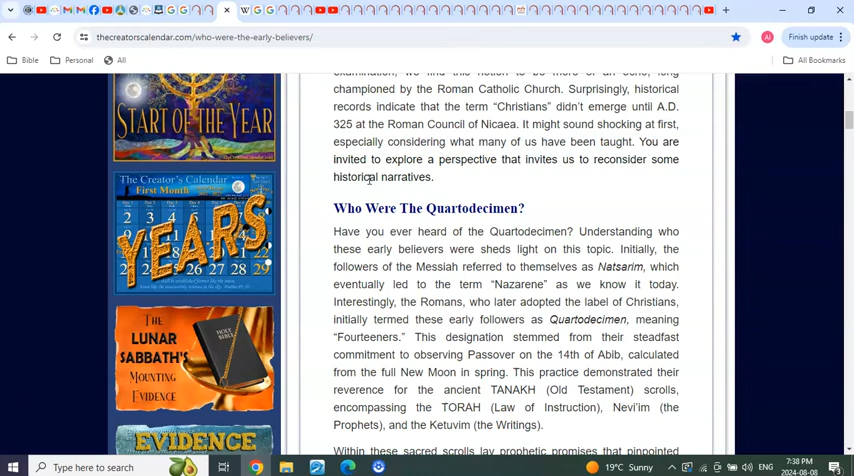 Finish update
thecreatorscalendar.com/who-were-the-early-believers/
Bible
Personal
All
All Bookmarks
championed by the Roman Catholic Church. Surprisingly, historical
records indicate that the term “Christians” didn’t emerge until A.D.
325 at the Roman Council of Nicaea. It might sound shocking at first,
especially considering what many of us have been taught. You are
invited to explore a perspective that invites us to reconsider some
historical narratives.
Who Were The Quartodecimen?
Have you ever heard of the Quartodecimen? Understanding who
these early believers were sheds light on this topic. Initially, the
followers of the Messiah referred to themselves as Natsarim, which
eventually led to the term “Nazarene” as we know it today.
Interestingly, the Romans, who later adopted the label of Christians,
initially termed these early followers as Quartodecimen, meaning
“Fourteeners.” This designation stemmed from their steadfast
commitment to observing Passover on the 14th of Abib, calculated
from the full New Moon in spring. This practice demonstrated their
reverence for the ancient TANAKH (Old Testament) scrolls,
encompassing the TORAH (Law of Instruction), Nevi’im (the
Prophets), and the Ketuvim (the Writings).
Within these sacred scrolls lay prophetic promises that pinpointed
START OF THE
YEAR
The Creator's Calendar
First Month
YEARS
THE
LUNAR
SABBATH'S
MOUNTING
EVIDENCE
HOLY
BIBLE
EVIDENCE
Type here to search
19°C Sunny
ENG
7:38 PM
2024-08-08